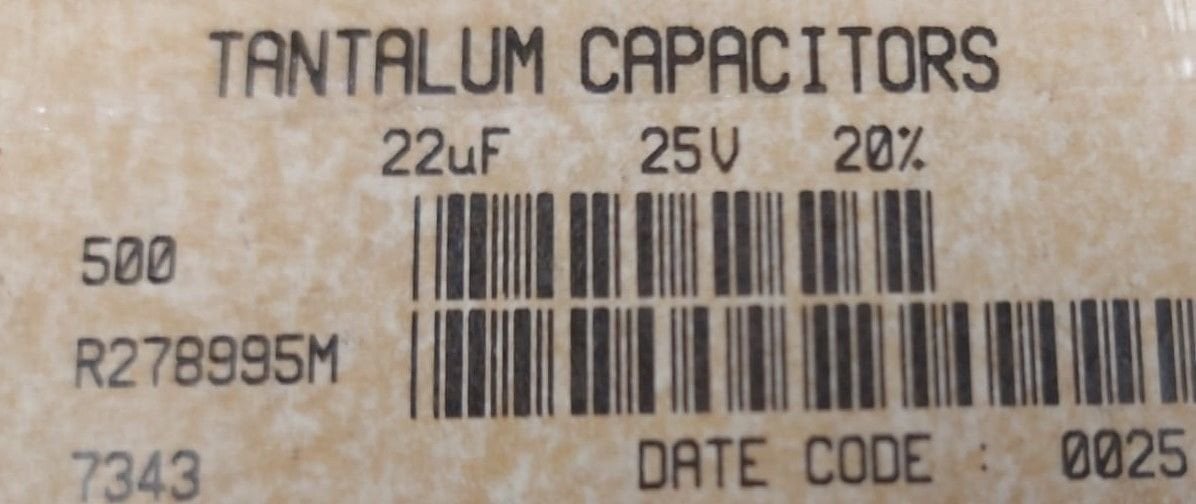 TANTALUM CAPACITORS
22uF 25V 20%
500
R278995M
7343 DATE CODE : 0025